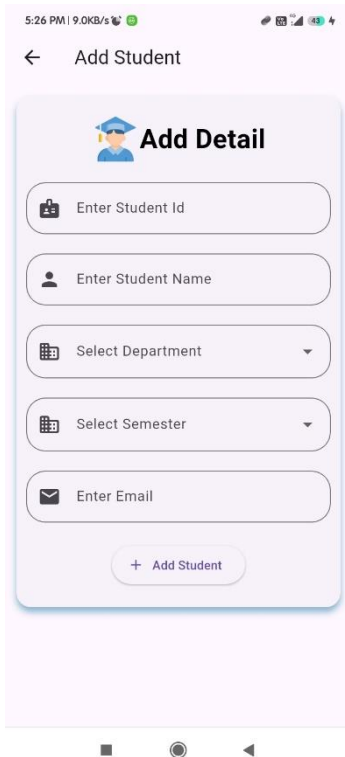 5:26 PM | 9.0KB/s
43
Add Student
Add Detail
Enter Student Id
Enter Student Name
Select Department
Select Semester
Enter Email
+ Add Student